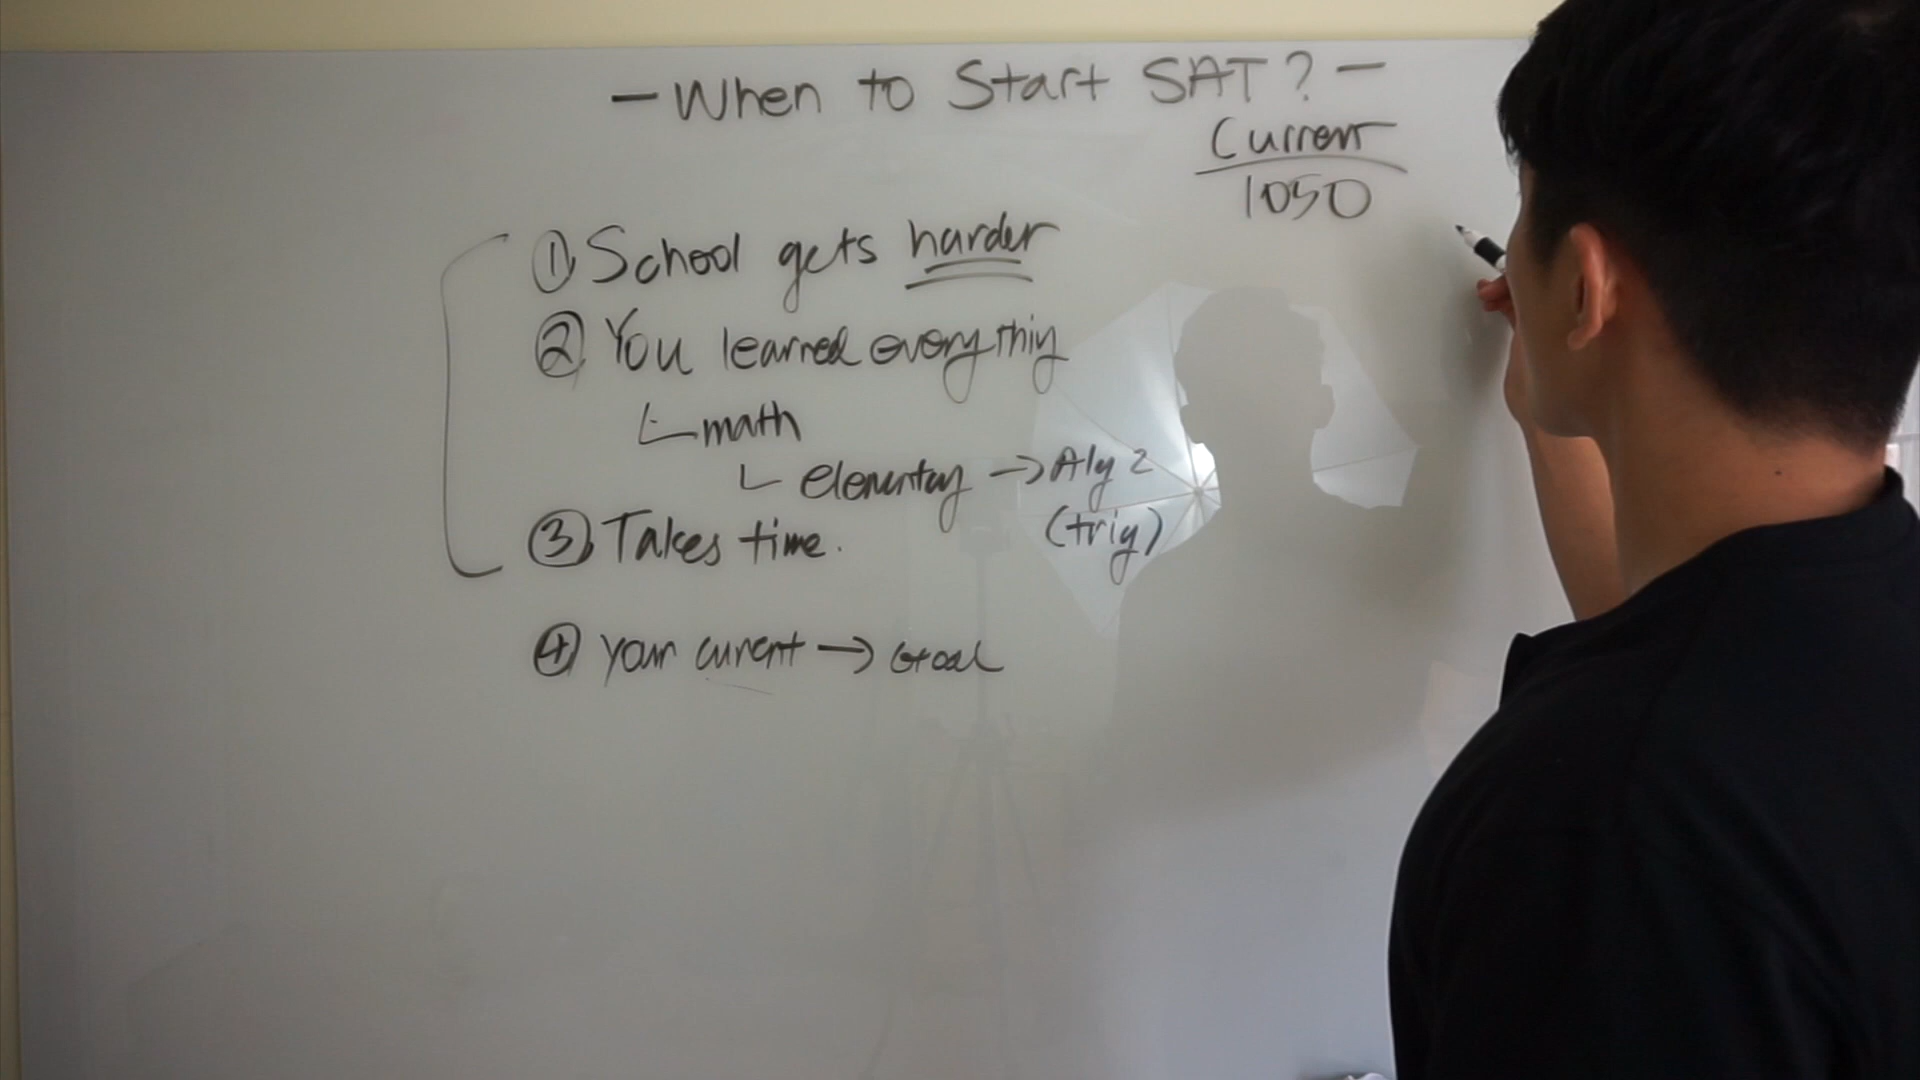 - When to Start SAT? -
Current
1050
① School gets harder
② You learned everything
math
elementary → Alg 2
(trig)
③ Takes time.
④ your current → Goal